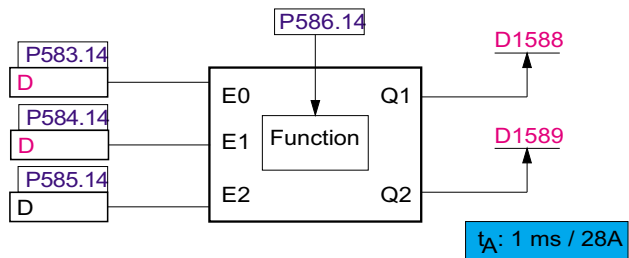 P586.14
D1588
P583.14
D
E0
Q1
P584.14
D1589
D
E1
Function
P585.14
D
E2
Q2
tA: 1 ms / 28A